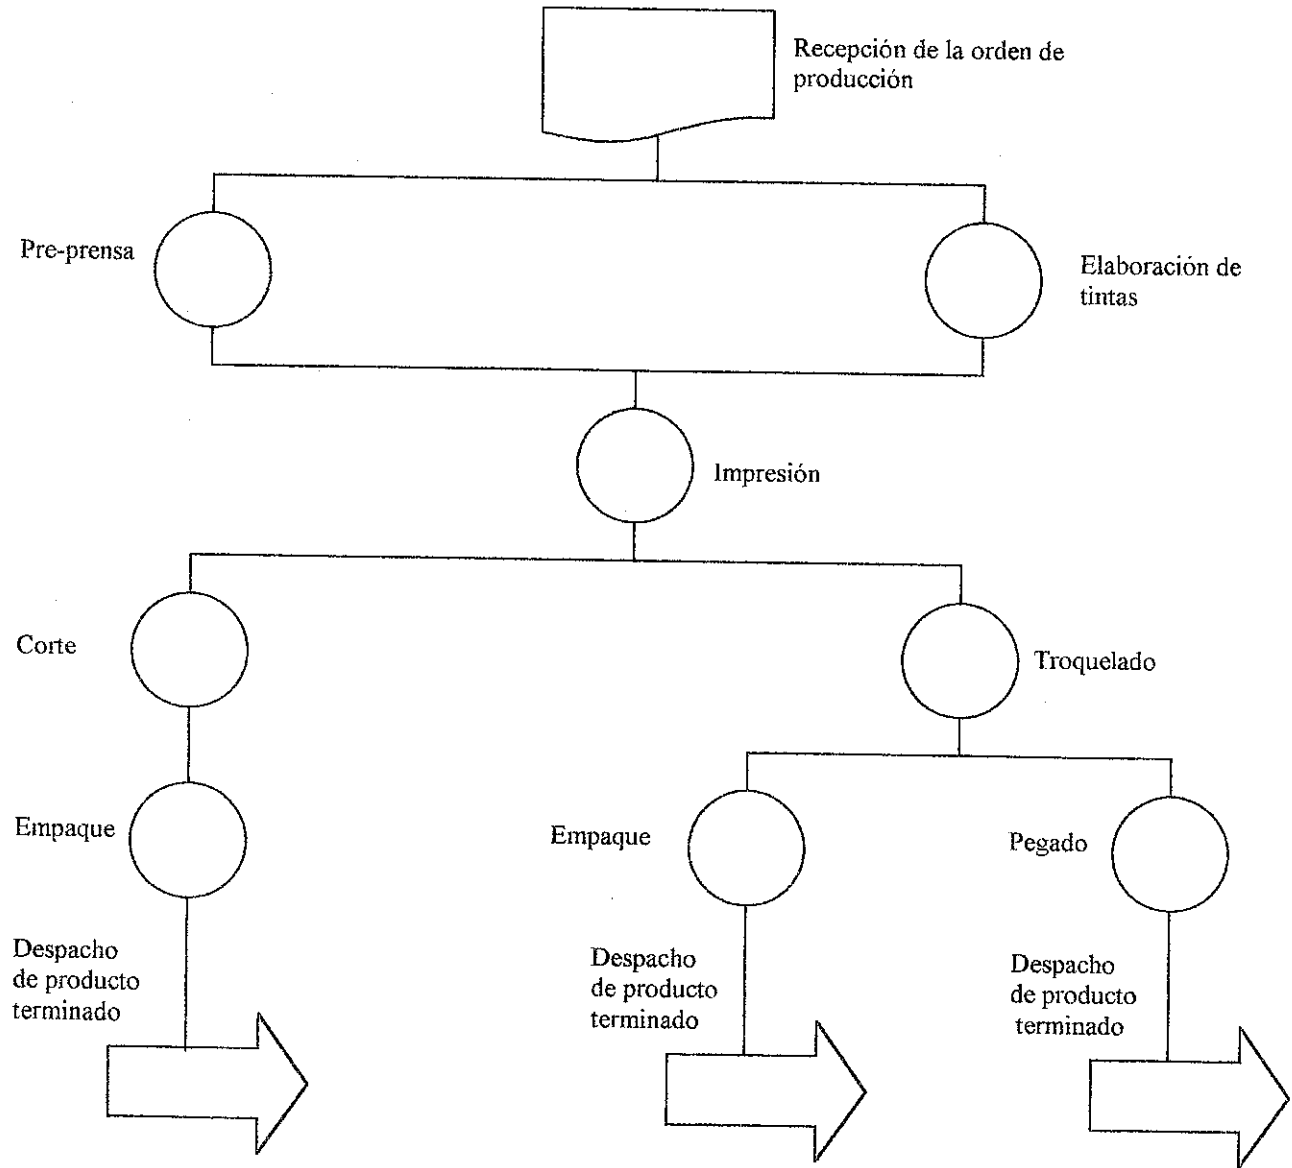 Recepción de la orden de
producción
Pre-prensa
Elaboración de
tintas
Impresión
Corte
Troquelado
Empaque
Empaque
Pegado
Despacho
de producto
terminado
Despacho
de producto
terminado
Despacho
de producto
terminado